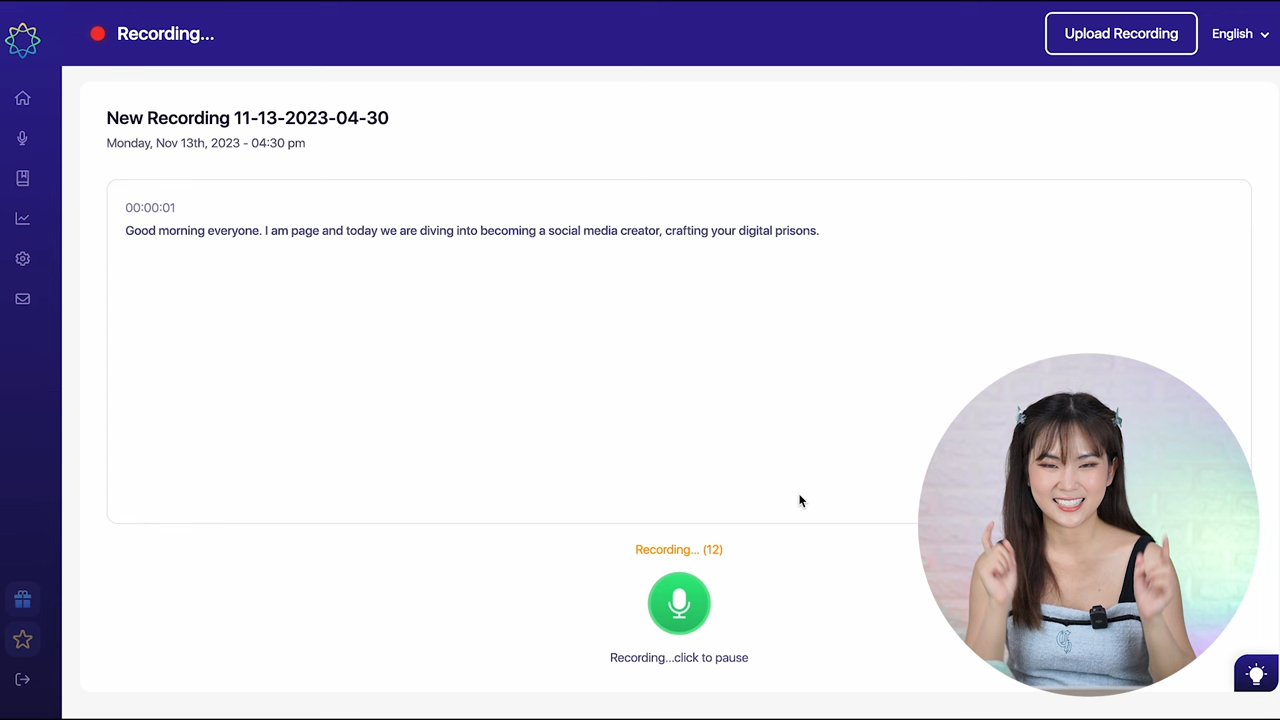 Recording...
Upload Recording
English
New Recording 11-13-2023-04-30
Monday, Nov 13th, 2023 - 04:30 pm
00:00:01
Good morning everyone. I am page and today we are diving into becoming a social media creator, crafting your digital prisons.
Recording... (12)
Recording...click to pause